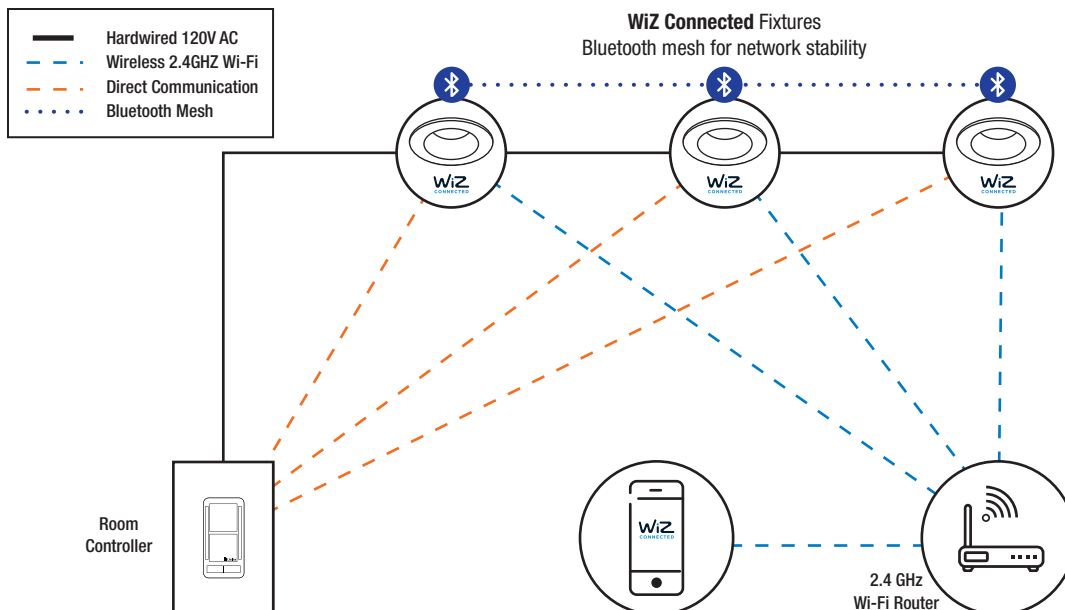 Hardwired 120V AC
Wireless 2.4GHZ Wi-Fi
Direct Communication
Bluetooth Mesh
WiZ Connected Fixtures
Bluetooth mesh for network stability
WiZ
CONNECTED
WiZ
CONNECTED
WiZ
CONNECTED
Room
Controller
WiZ
CONNECTED
2.4 GHz
Wi-Fi Router